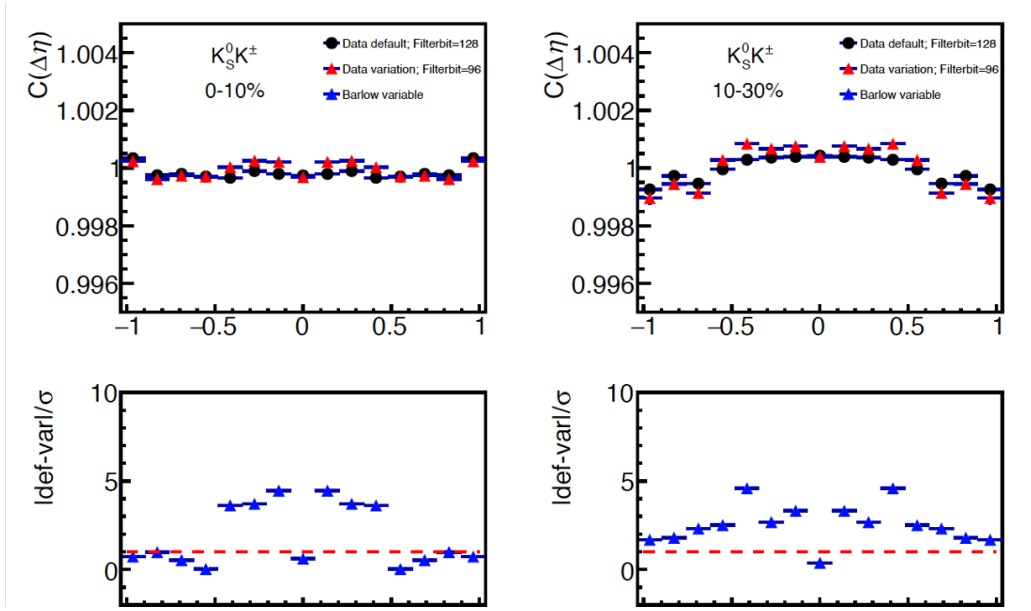 C(Δη)
1.004
1.002
1
0.998
0.996
K⁰SK±
0-10%
Data default; Filterbit=128
Data variation; Filterbit=96
Barlow variable
−1
−0.5
0
0.5
1
C(Δη)
1.004
1.002
1
0.998
0.996
K⁰SK±
10-30%
Data default; Filterbit=128
Data variation; Filterbit=96
Barlow variable
−1
−0.5
0
0.5
1
|def-var|/σ
10
5
0
|def-var|/σ
10
5
0